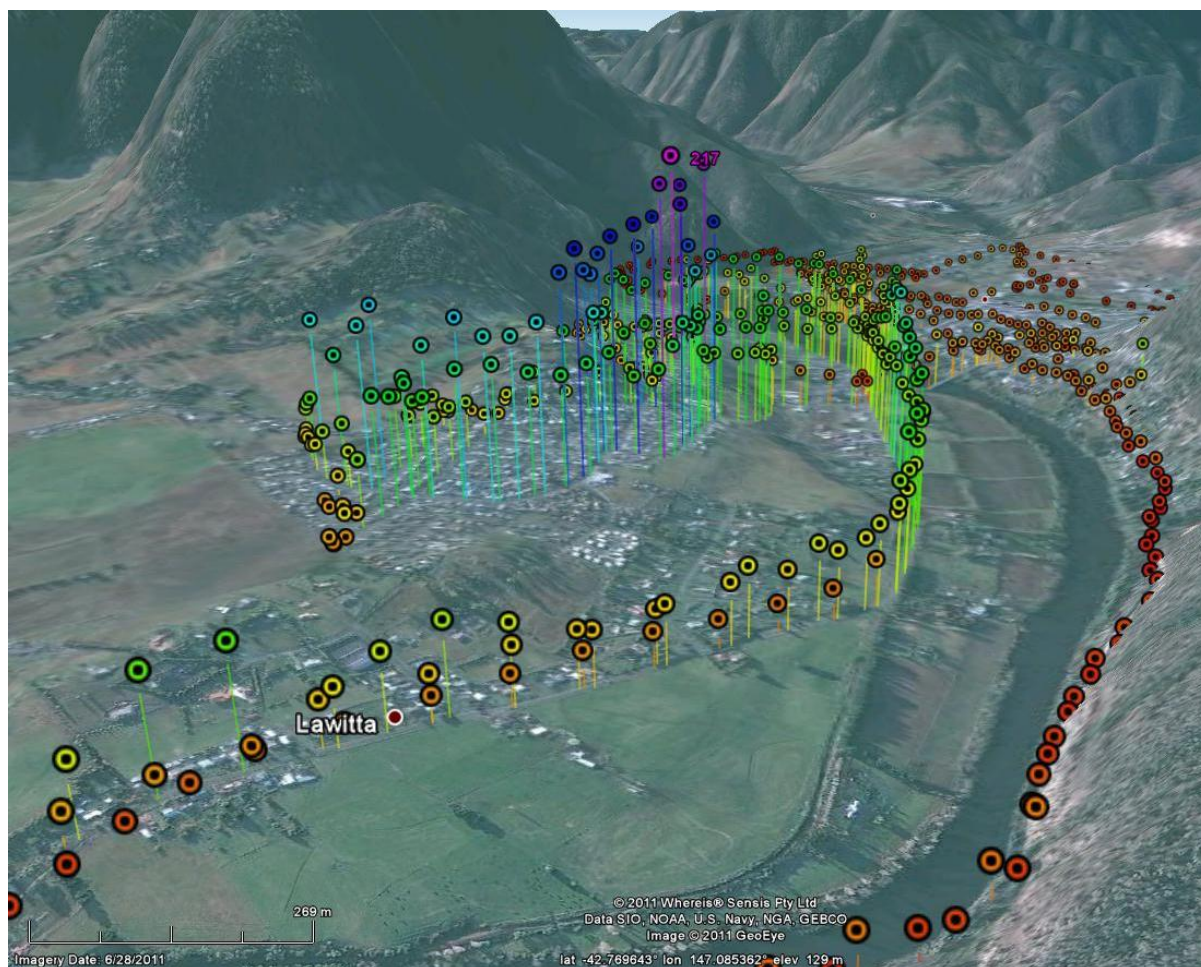 217
Lawitta
269 m
© 2011 Whereis® Sensis Pty Ltd
Data SIO, NOAA, U.S. Navy, NGA, GEBCO
Image © 2011 GeoEye
Imagery Date: 6/28/2011
lat -42.769643° lon 147.085362° elev 129 m